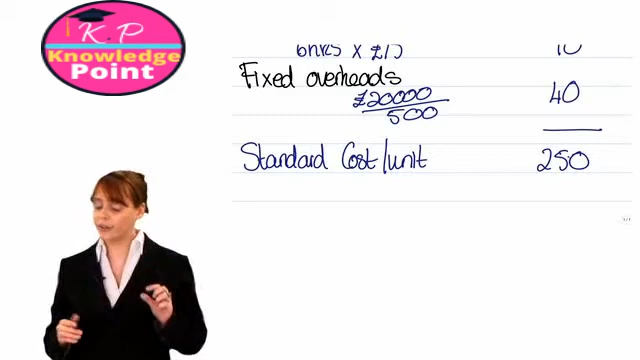 K.P
Knowledge
Point
Fixed overheads
£20000 40
500
Standard Cost/unit 250